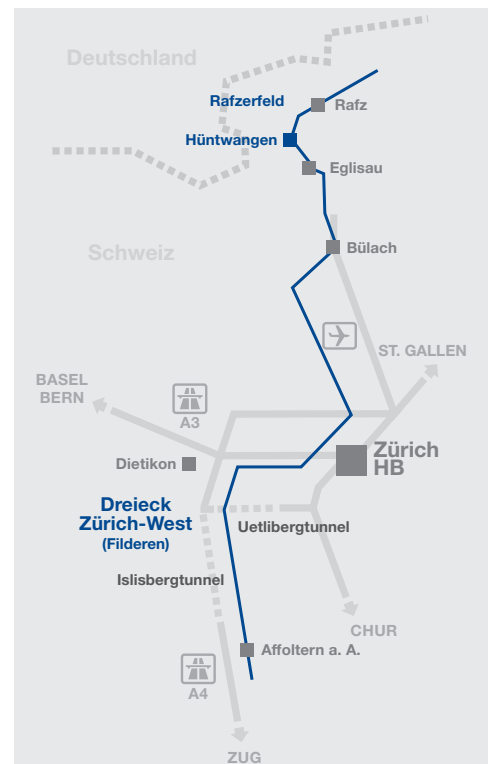 Deutschland
Rafzerfeld
Rafz
Hüntwangen
Eglisau
Schweiz
Bülach
ST. GALLEN
BASEL
BERN
A3
Zürich
HB
Dietikon
Dreieck
Zürich-West
(Filderen)
Uetlibergtunnel
Islisbergtunnel
CHUR
Affoltern a. A.
A4
ZUG